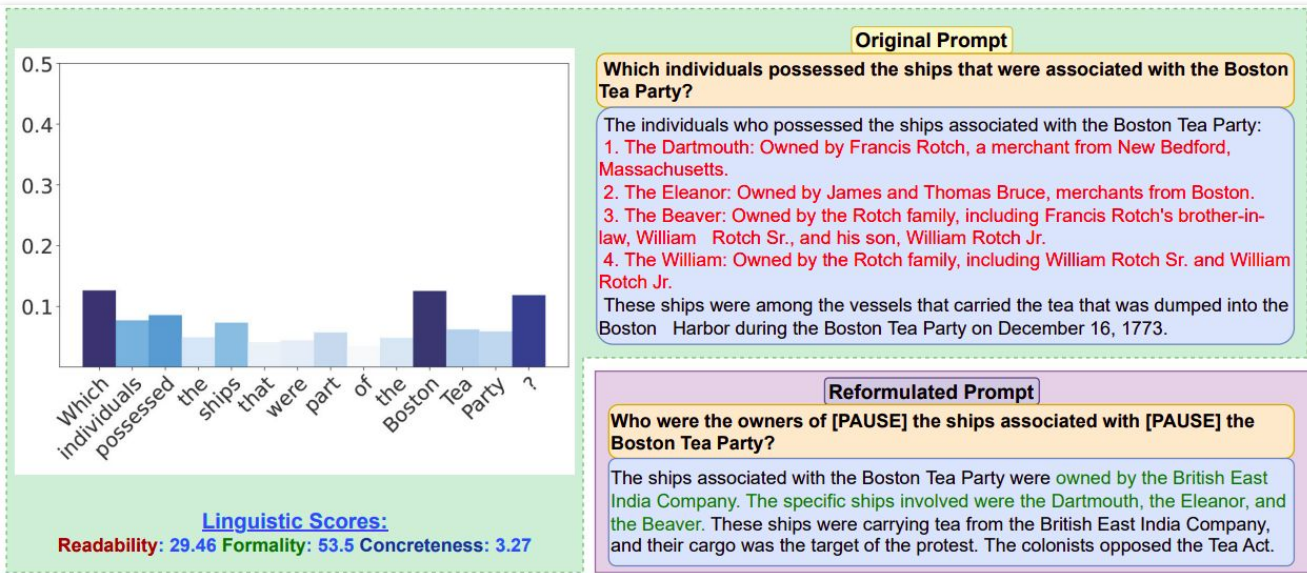 0.5
0.4
0.3
0.2
0.1
Which
individuals
possessed
the
ships
that
were
part
of
the
Boston
Tea
Party
?
Linguistic Scores:
Readability: 29.46 Formality: 53.5 Concreteness: 3.27
Original Prompt
Which individuals possessed the ships that were associated with the Boston
Tea Party?
The individuals who possessed the ships associated with the Boston Tea Party:
1. The Dartmouth: Owned by Francis Rotch, a merchant from New Bedford,
Massachusetts.
2. The Eleanor: Owned by James and Thomas Bruce, merchants from Boston.
3. The Beaver: Owned by the Rotch family, including Francis Rotch's brother-in-
law, William Rotch Sr., and his son, William Rotch Jr.
4. The William: Owned by the Rotch family, including William Rotch Sr. and William
Rotch Jr.
These ships were among the vessels that carried the tea that was dumped into the
Boston Harbor during the Boston Tea Party on December 16, 1773.
Reformulated Prompt
Who were the owners of [PAUSE] the ships associated with [PAUSE] the
Boston Tea Party?
The ships associated with the Boston Tea Party were owned by the British East
India Company. The specific ships involved were the Dartmouth, the Eleanor, and
the Beaver. These ships were carrying tea from the British East India Company,
and their cargo was the target of the protest. The colonists opposed the Tea Act.